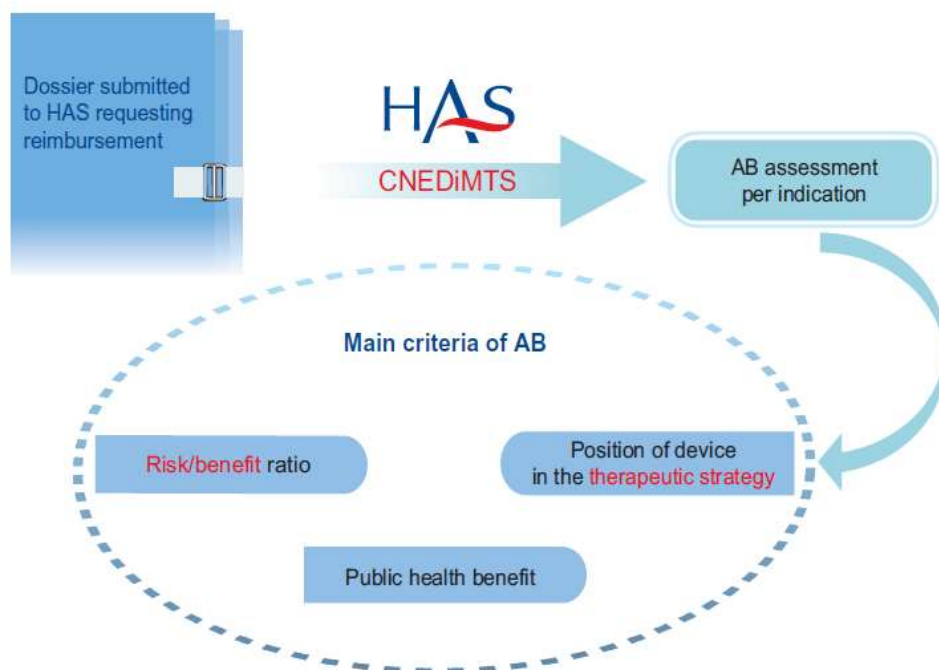 Dossier submitted
to HAS requesting
reimbursement
HAS
CNEDiMTS
AB assessment
per indication
Main criteria of AB
Risk/benefit ratio
Position of device
in the therapeutic strategy
Public health benefit